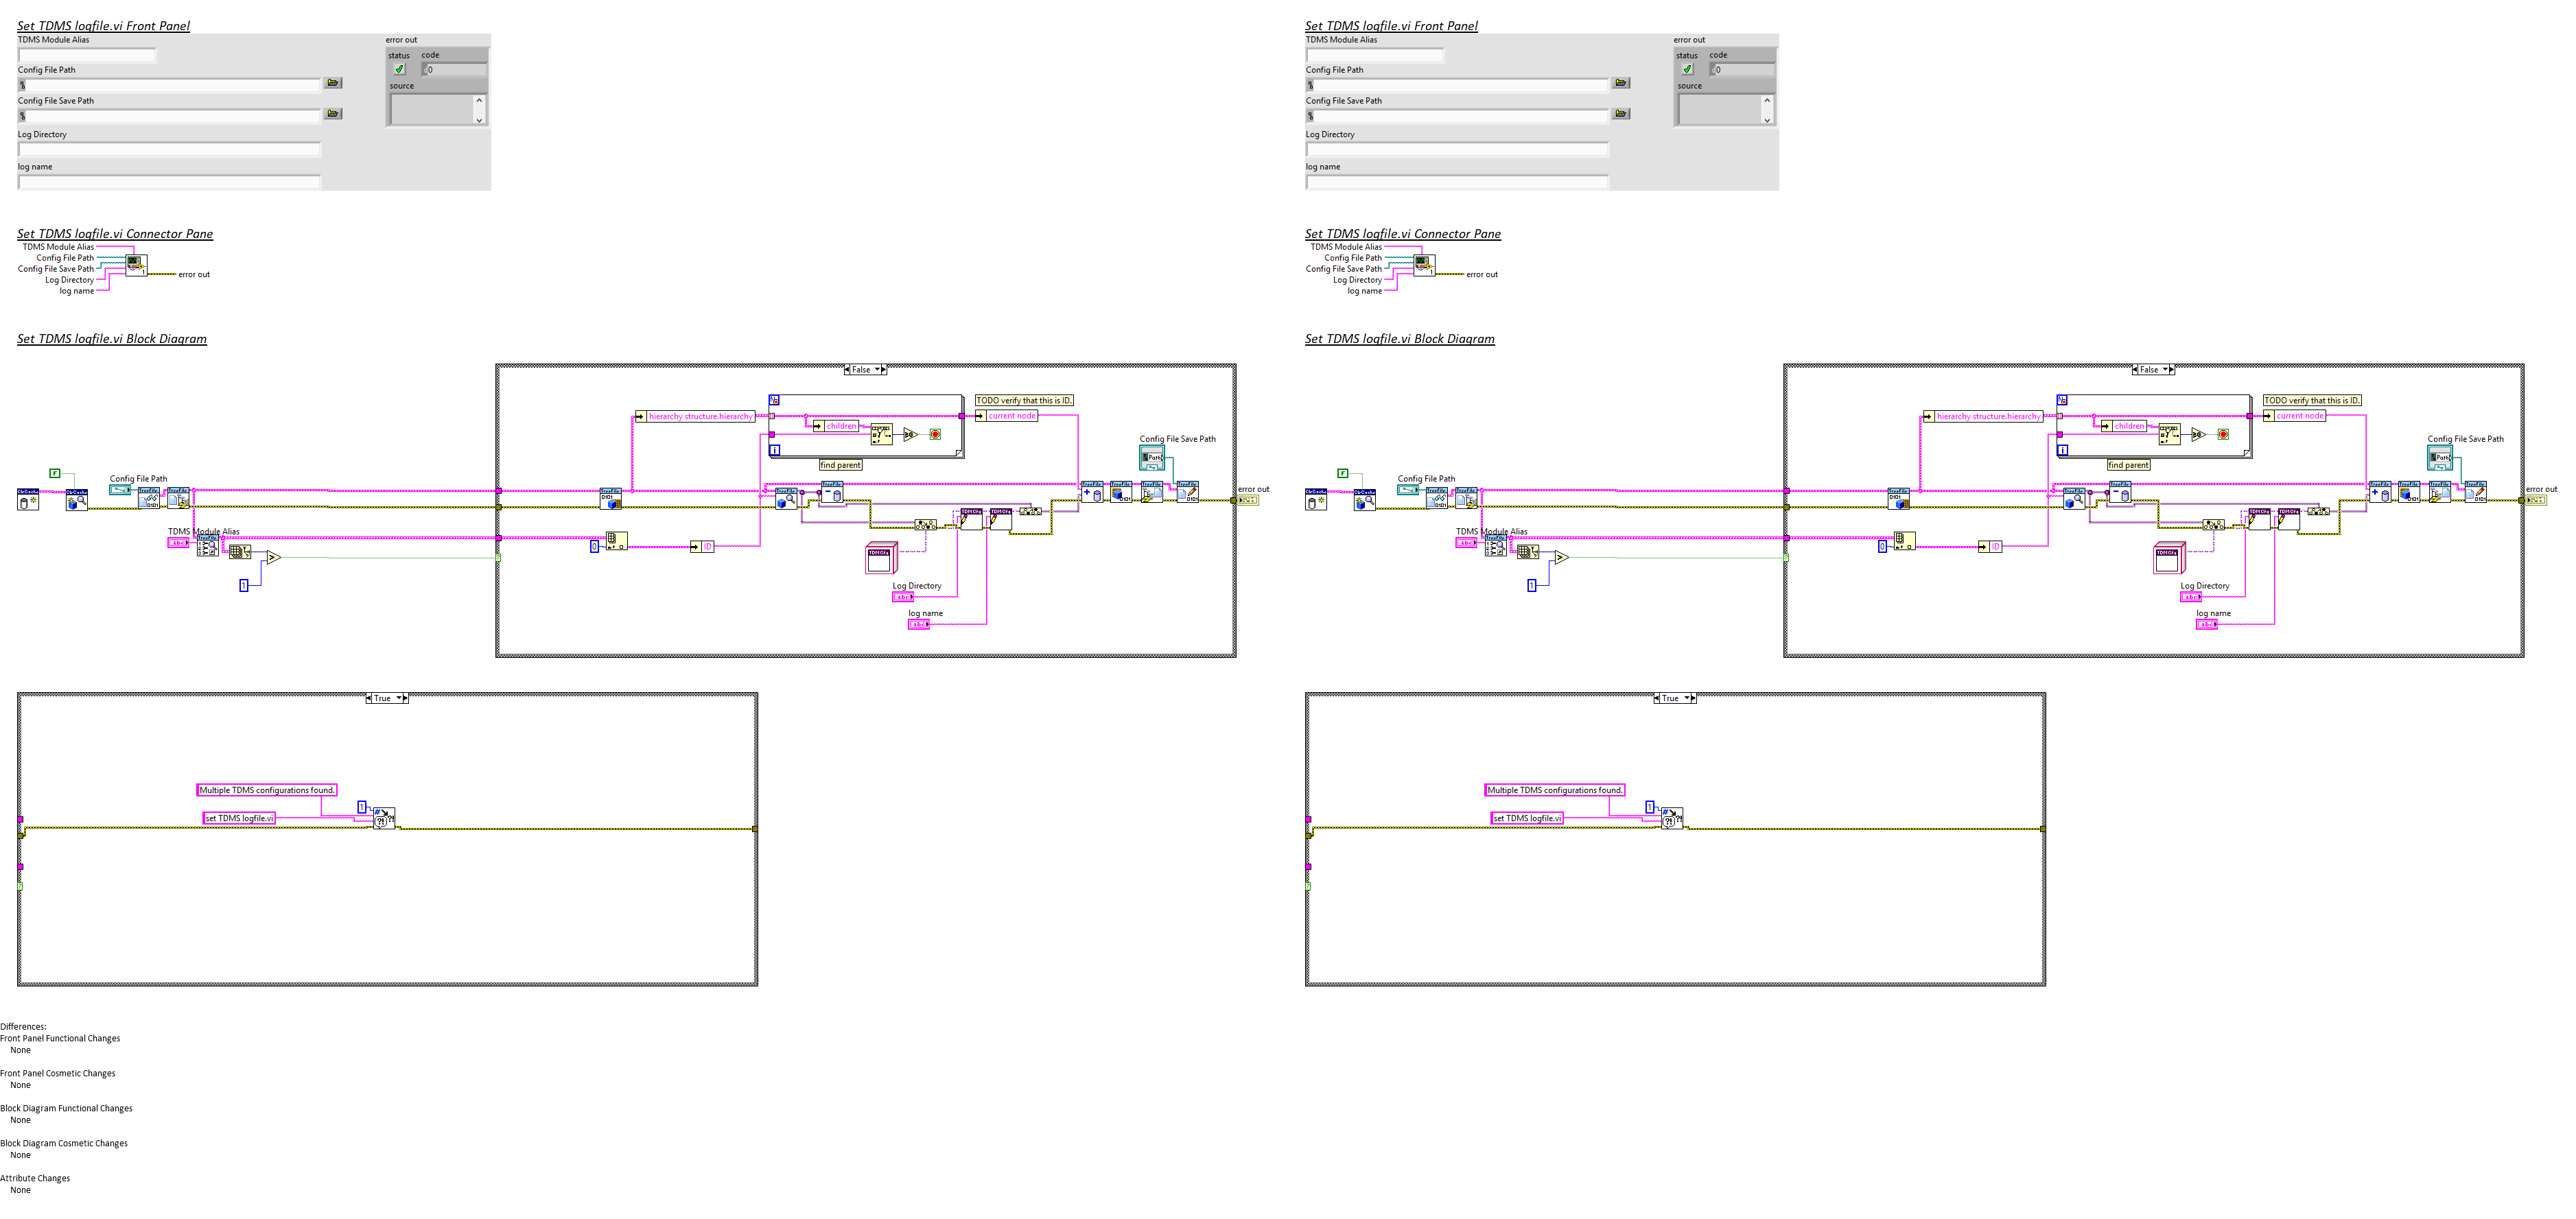 Set TDMS logfile.vi Front Panel
TDMS Module Alias
Config File Path
Config File Save Path
Log Directory
log name
error out
status code
0
source
Set TDMS logfile.vi Connector Pane
TDMS Module Alias
Config File Path
Config File Save Path
Log Directory
log name
error out
Set TDMS logfile.vi Block Diagram
False
hierarchy structure.hierarchy
children
find parent
TODO verify that this is ID.
current node
Config File Save Path
Path
error out
F
Config File Path
TDMS Module Alias
abc
1
0
ID
Log Directory
abc
log name
abc
True
Multiple TDMS configurations found.
1
set TDMS logfile.vi
Set TDMS logfile.vi Front Panel
TDMS Module Alias
Config File Path
Config File Save Path
Log Directory
log name
error out
status code
0
source
Set TDMS logfile.vi Connector Pane
TDMS Module Alias
Config File Path
Config File Save Path
Log Directory
log name
error out
Set TDMS logfile.vi Block Diagram
False
hierarchy structure.hierarchy
children
find parent
TODO verify that this is ID.
current node
Config File Save Path
Path
error out
F
Config File Path
TDMS Module Alias
abc
1
0
ID
Log Directory
abc
log name
abc
True
Multiple TDMS configurations found.
1
set TDMS logfile.vi
Differences:
Front Panel Functional Changes
None
Front Panel Cosmetic Changes
None
Block Diagram Functional Changes
None
Block Diagram Cosmetic Changes
None
Attribute Changes
None